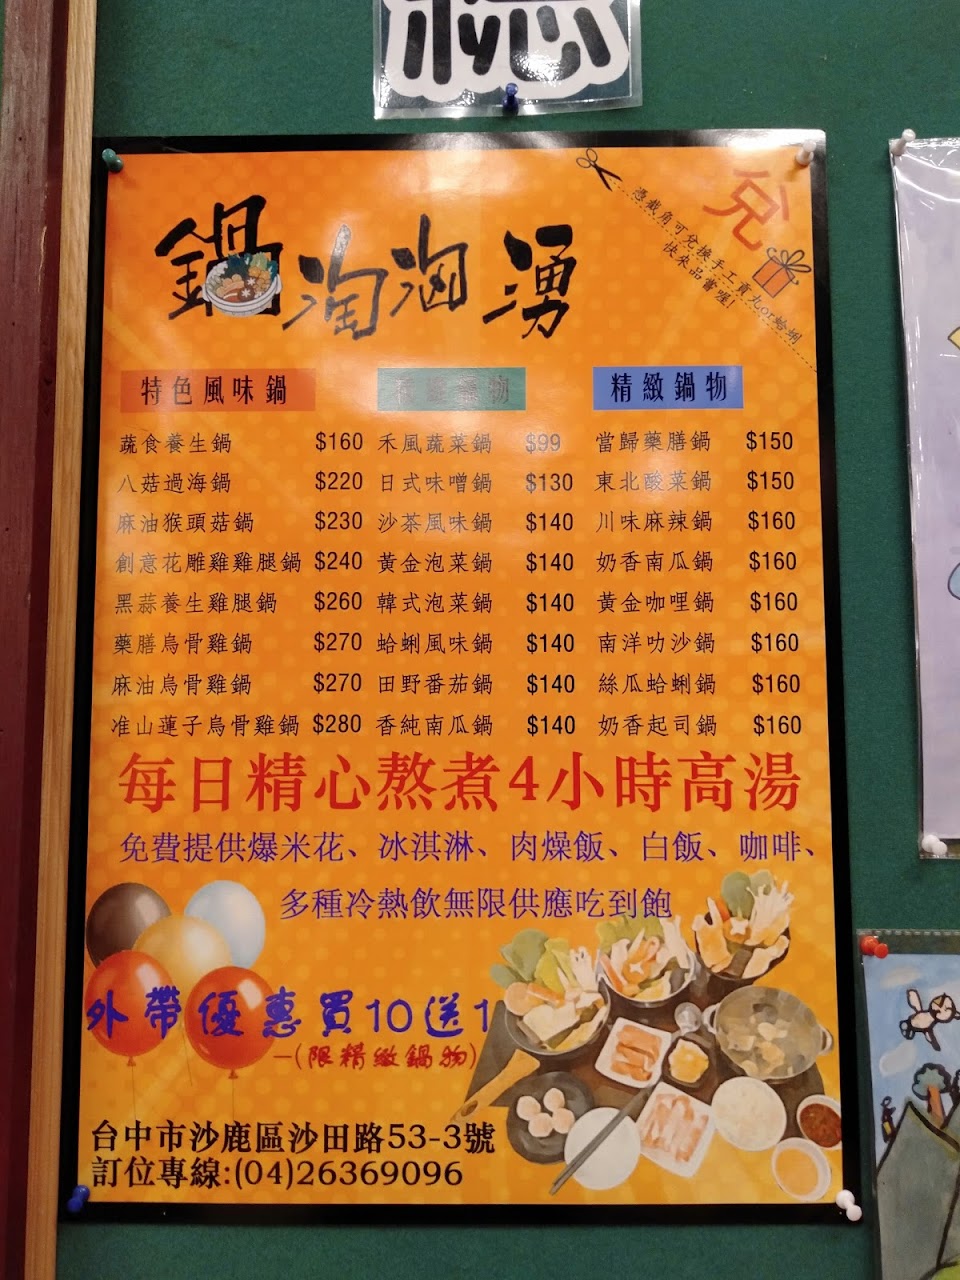 鍋淘淘湧
兌
憑截角可兌換手工貢丸or蛤蜊
快來品嘗喔!
特色風味鍋
蔬食養生鍋 $160
八菇過海鍋 $220
麻油猴頭菇鍋 $230
創意花雕雞雞腿鍋 $240
黑蒜養生雞腿鍋 $260
藥膳烏骨雞鍋 $270
麻油烏骨雞鍋 $270
准山蓮子烏骨雞鍋 $280
禾風蔬菜鍋 $99
日式味噌鍋 $130
沙茶風味鍋 $140
黃金泡菜鍋 $140
韓式泡菜鍋 $140
蛤蜊風味鍋 $140
田野番茄鍋 $140
香純南瓜鍋 $140
精緻鍋物
當歸藥膳鍋 $150
東北酸菜鍋 $150
川味麻辣鍋 $160
奶香南瓜鍋 $160
黃金咖哩鍋 $160
南洋叻沙鍋 $160
絲瓜蛤蜊鍋 $160
奶香起司鍋 $160
每日精心熬煮4小時高湯
免費提供爆米花、冰淇淋、肉燥飯、白飯、咖啡、
多種冷熱飲無限供應吃到飽
外帶優惠買10送1
—(限精緻鍋物)
台中市沙鹿區沙田路53-3號
訂位專線:(04)26369096